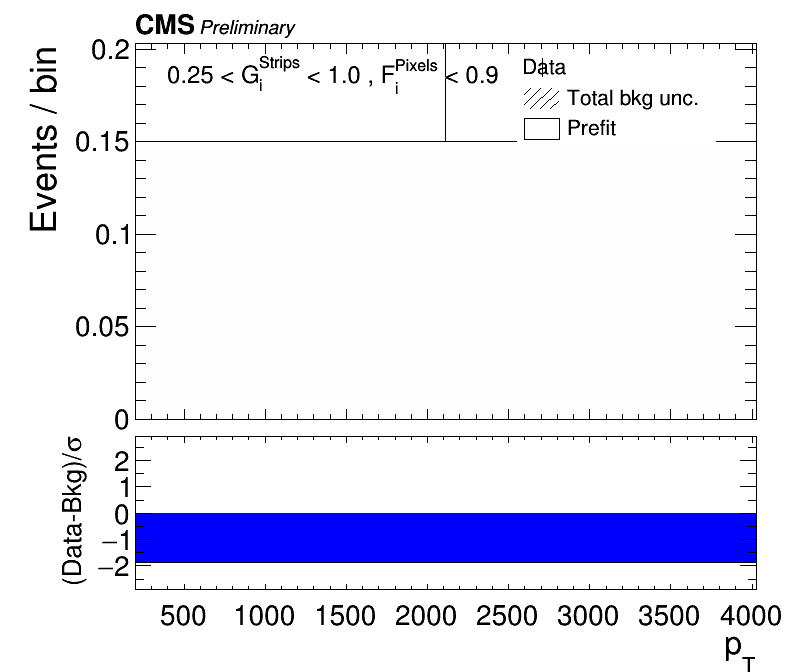 CMS Preliminary
0.25 < G_i^Strips < 1.0 , F_i^Pixels < 0.9
Data
Total bkg unc.
Prefit
Events / bin
0.2
0.15
0.1
0.05
0
(Data-Bkg)/σ
2
1
0
−1
−2
500 1000 1500 2000 2500 3000 3500 4000
p_T